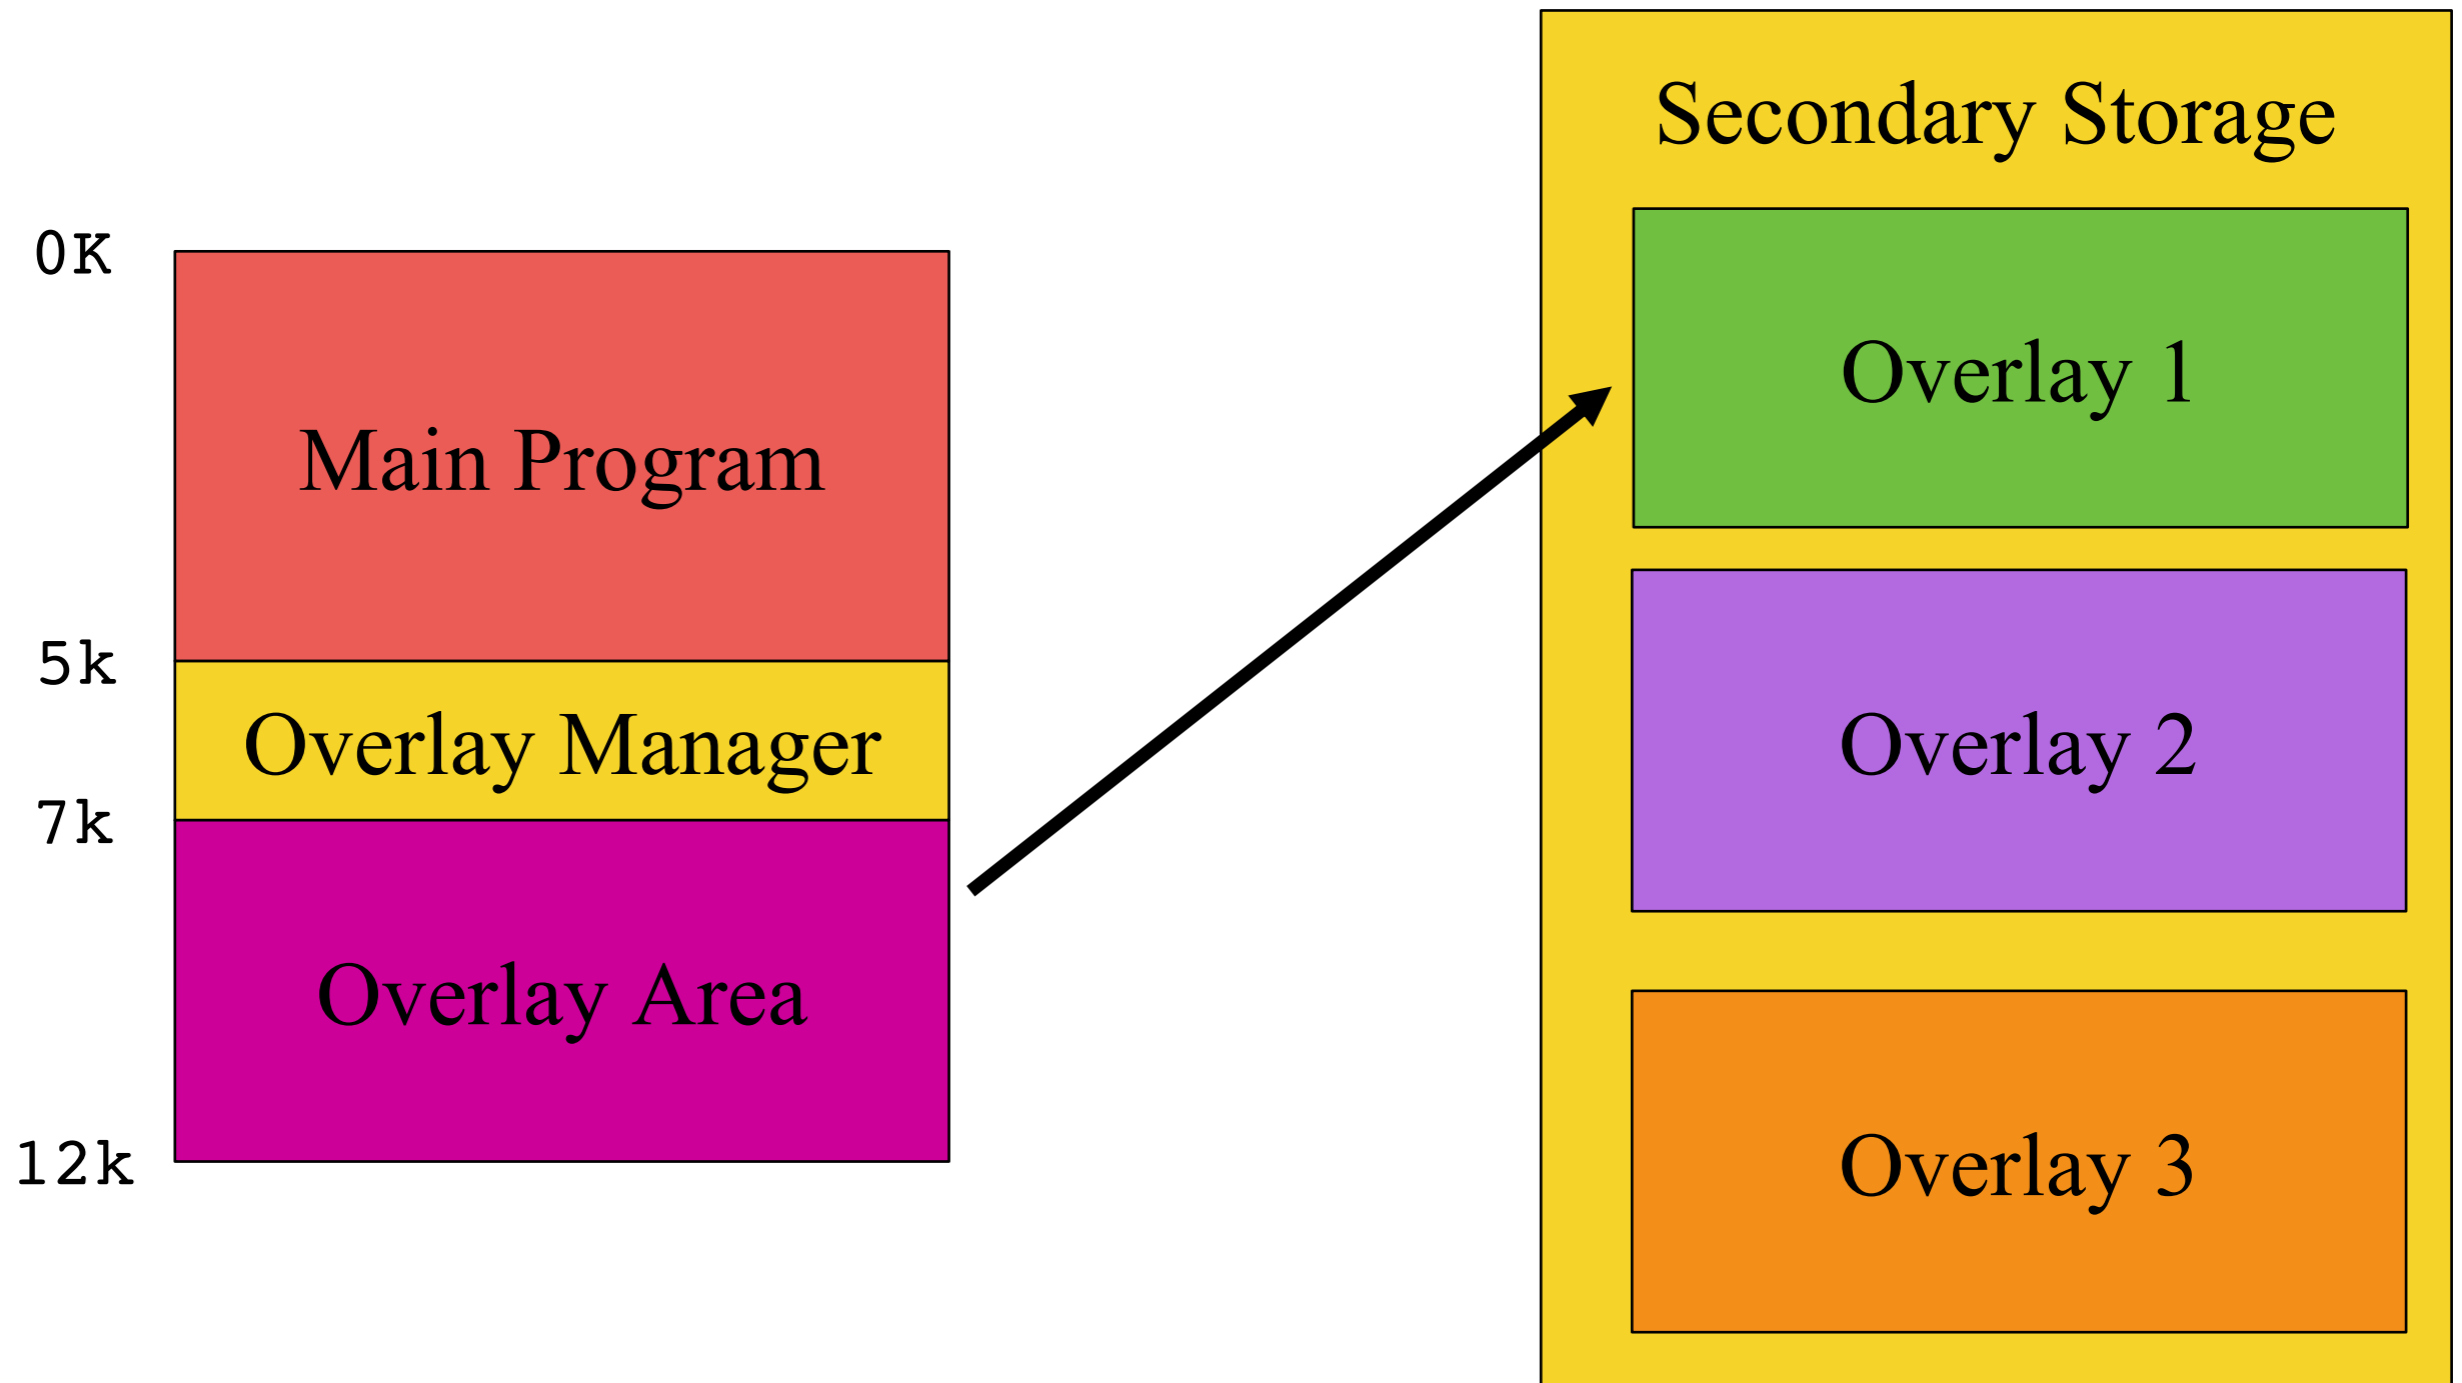 0K
Main Program
5k
Overlay Manager
7k
Overlay Area
12k
Secondary Storage
Overlay 1
Overlay 2
Overlay 3